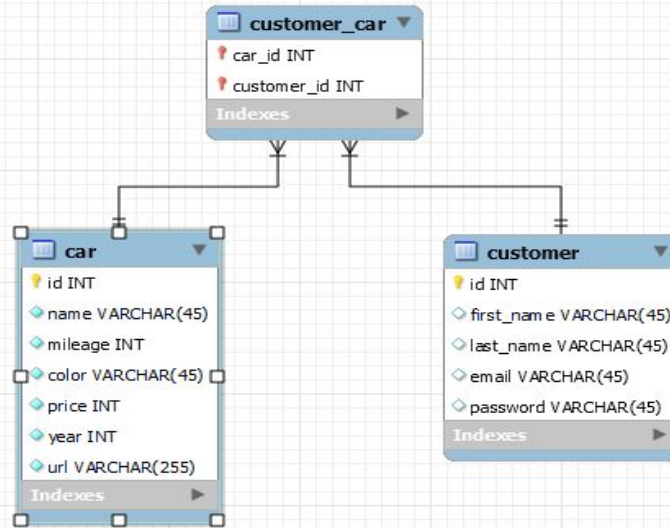 customer_car
car_id INT
customer_id INT
Indexes
car
id INT
name VARCHAR(45)
mileage INT
color VARCHAR(45)
price INT
year INT
url VARCHAR(255)
Indexes
customer
id INT
first_name VARCHAR(45)
last_name VARCHAR(45)
email VARCHAR(45)
password VARCHAR(45)
Indexes